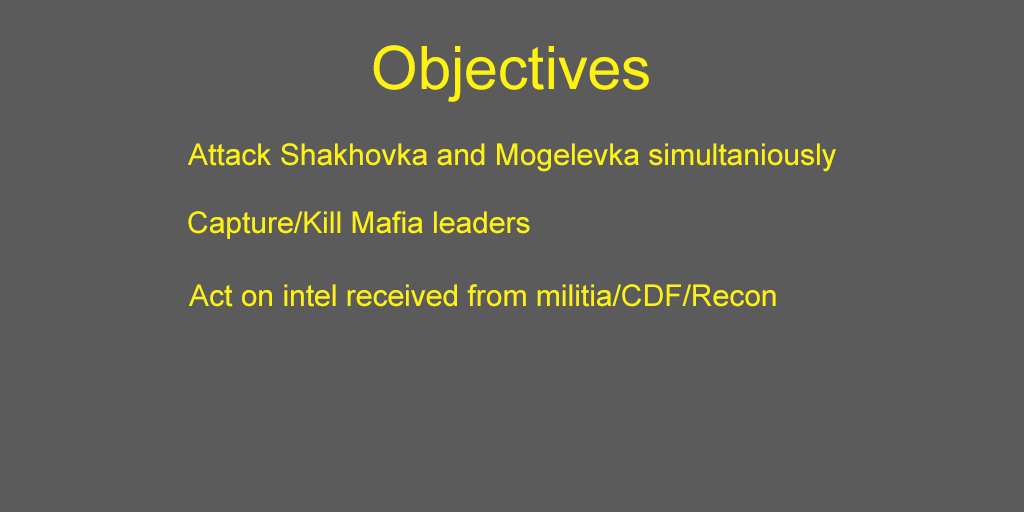 Objectives
Attack Shakhovka and Mogelevka simultaniously
Capture/Kill Mafia leaders
Act on intel received from militia/CDF/Recon